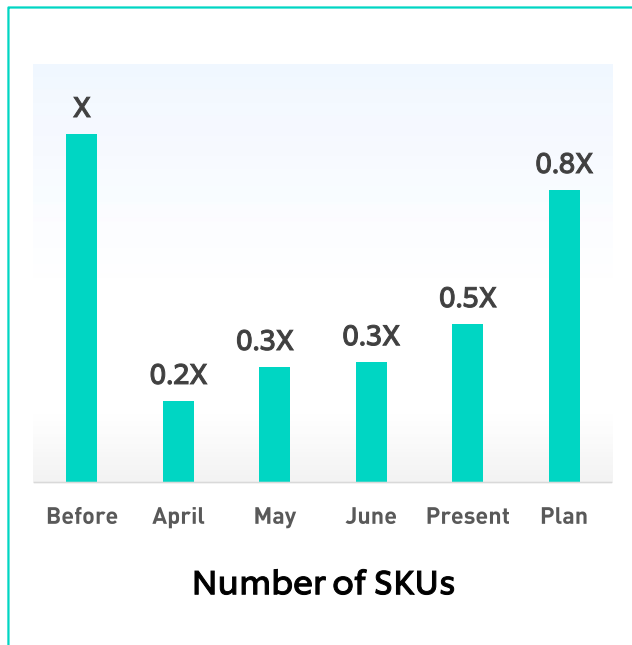 X
0.8X
0.5X
0.3X
0.3X
0.2X
Before April May June Present Plan
Number of SKUs